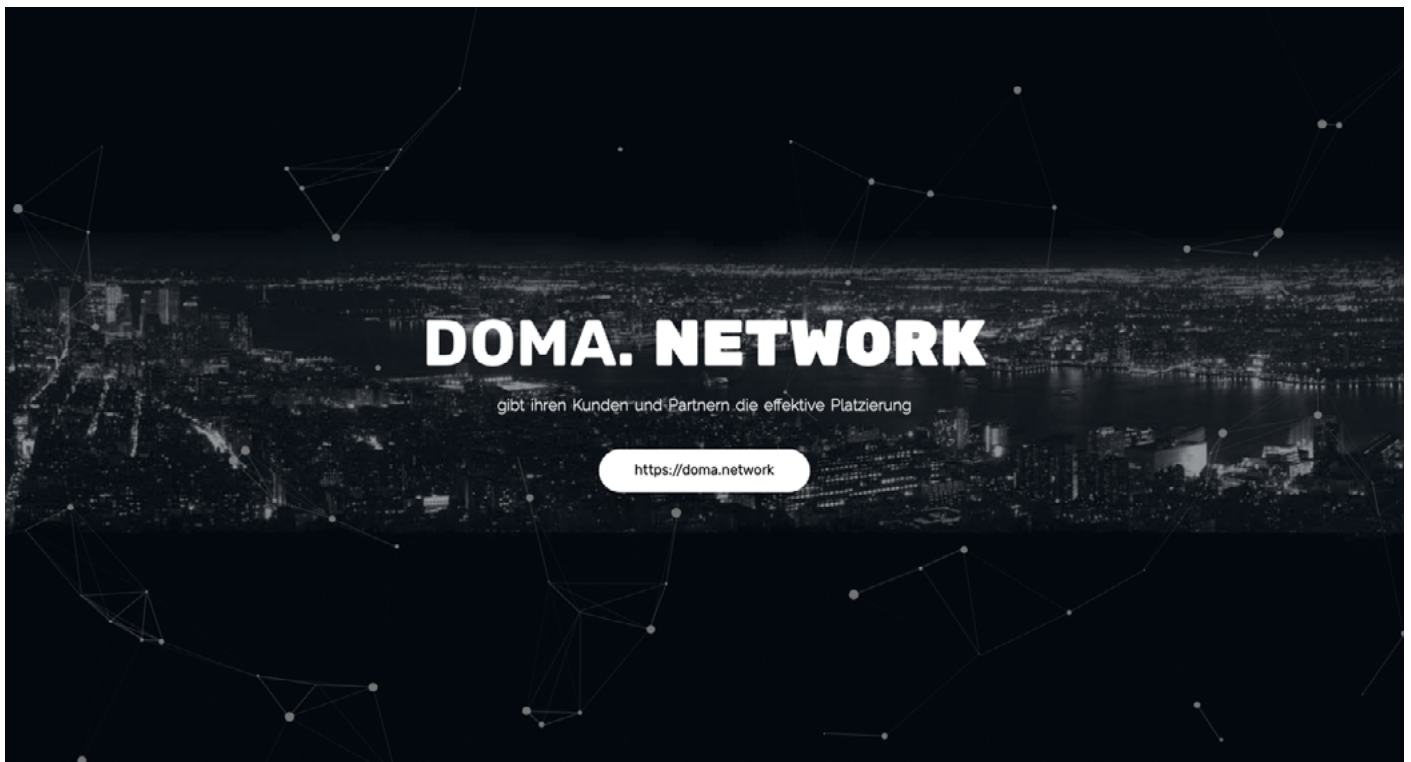 DOMA. NETWORK
gibt ihren Kunden und Partnern die effektive Platzierung
https://doma.network